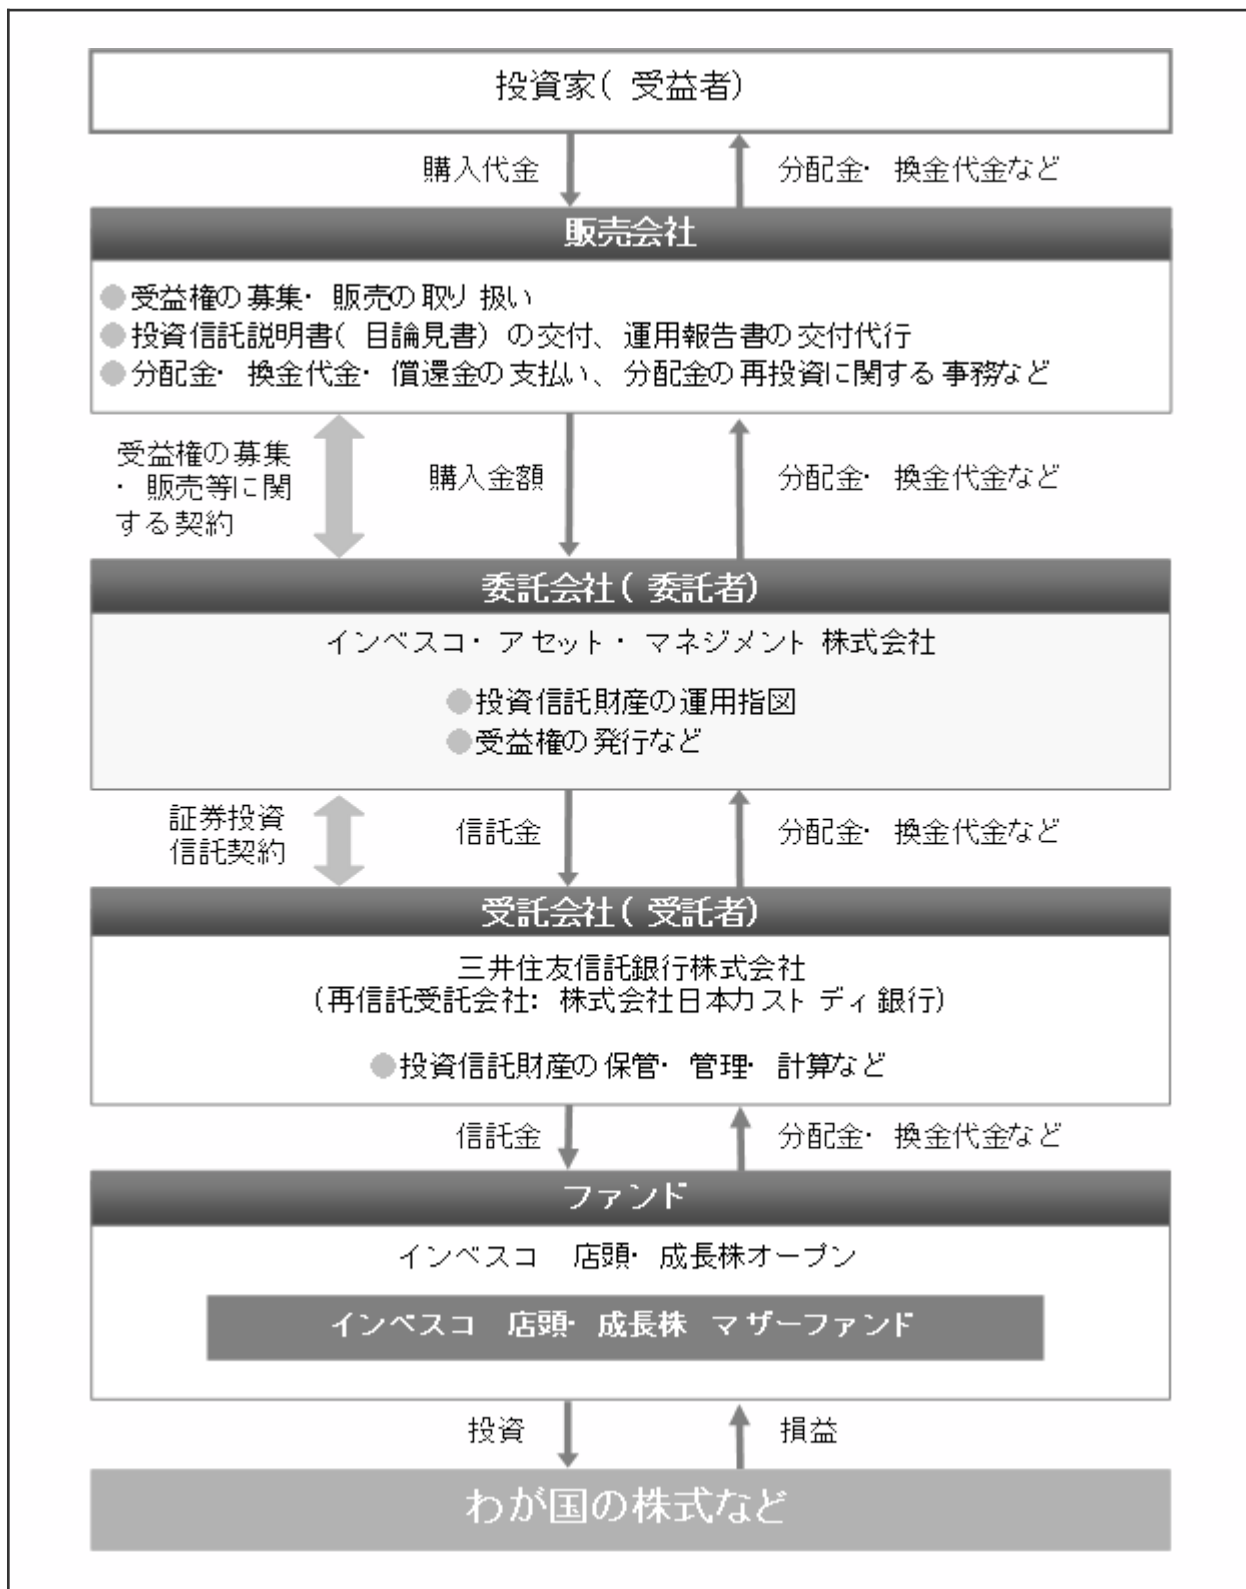 投資家(受益者)
購入代金 分配金・換金代金など
販売会社
●受益権の募集・販売の取り扱い
●投資信託説明書(目論見書)の交付、運用報告書の交付代行
●分配金・換金代金・償還金の支払い、分配金の再投資に関する事務など
受益権の募集
・販売等に関
する契約
購入金額 分配金・換金代金など
委託会社(委託者)
インベスコ・アセット・マネジメント株式会社
●投資信託財産の運用指図
●受益権の発行など
証券投資
信託契約
信託金 分配金・換金代金など
受託会社(受託者)
三井住友信託銀行株式会社
(再信託受託会社:株式会社日本カストディ銀行)
●投資信託財産の保管・管理・計算など
信託金 分配金・換金代金など
ファンド
インベスコ 店頭・成長株オープン
インベスコ 店頭・成長株 マザーファンド
投資 損益
わが国の株式など